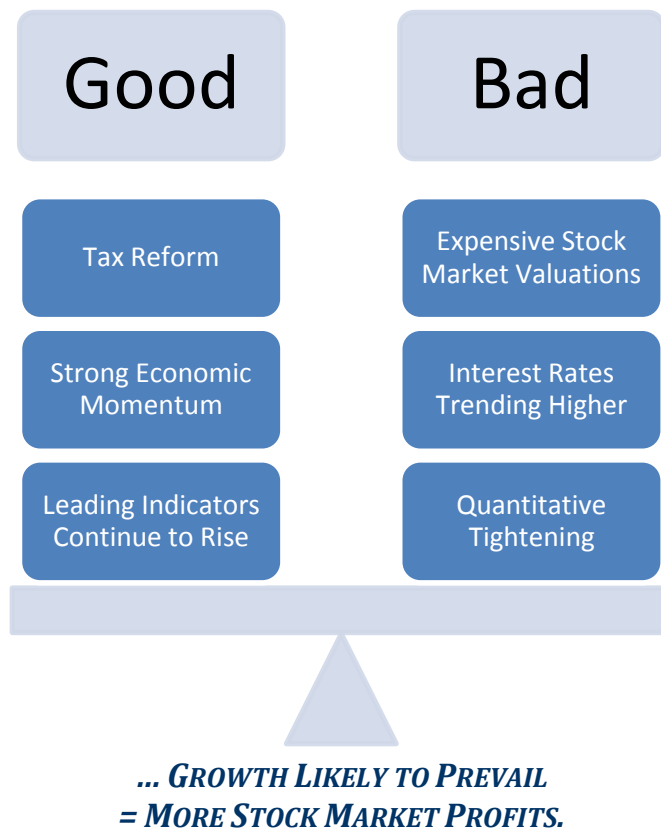 Good
Bad
Tax Reform
Strong Economic
Momentum
Leading Indicators
Continue to Rise
Expensive Stock
Market Valuations
Interest Rates
Trending Higher
Quantitative
Tightening
... GROWTH LIKELY TO PREVAIL
= MORE STOCK MARKET PROFITS.